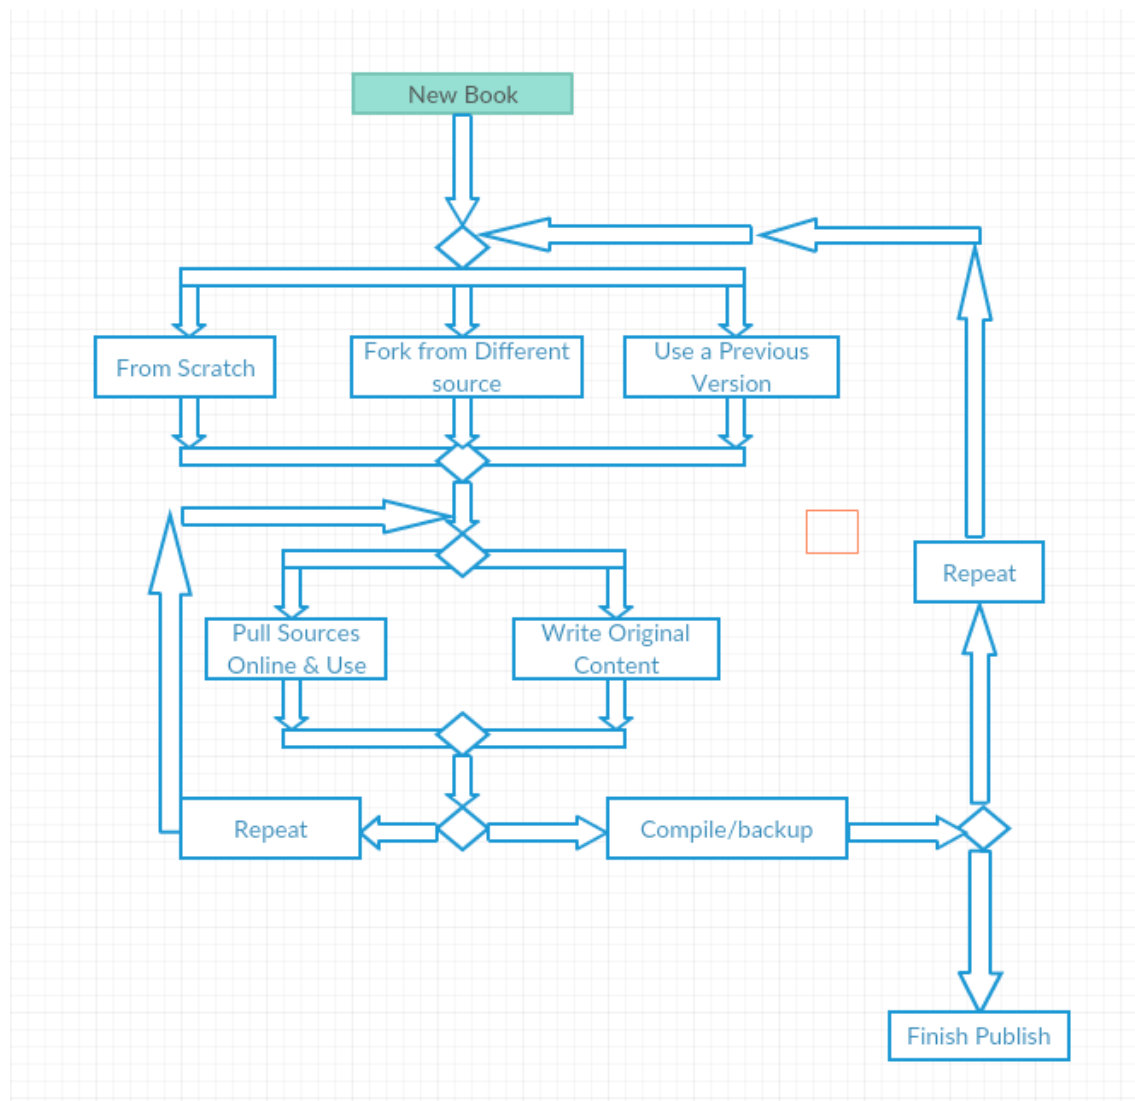 New Book
From Scratch
Fork from Different
source
Use a Previous
Version
Repeat
Pull Sources
Online & Use
Write Original
Content
Repeat
Compile/backup
Finish Publish